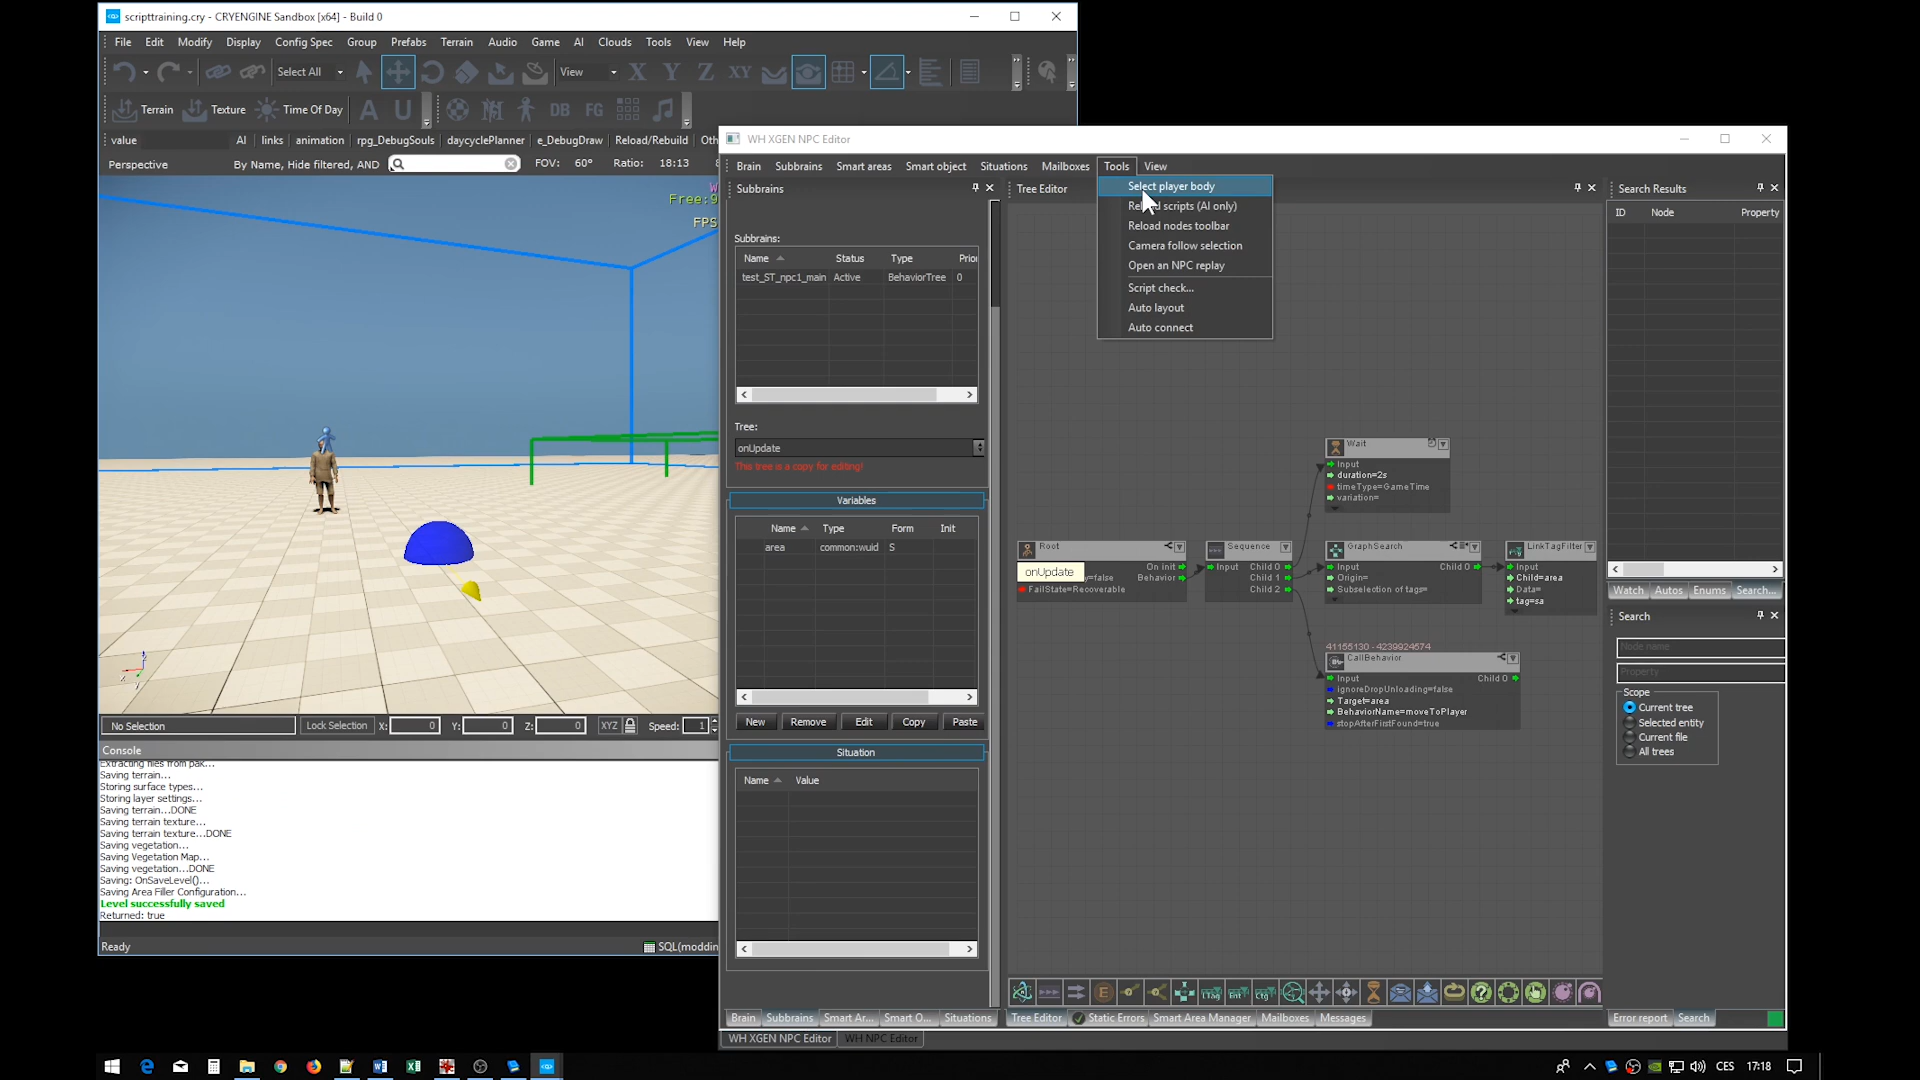 scripttraining.cry - CRYENGINE Sandbox [x64] - Build 0
File Edit Modify Display Config Spec Group Prefabs Terrain Audio Game AI Clouds Tools View Help
Select All View X Y Z XY
Terrain Texture Time Of Day A U DB FG
value AI links animation rpg_DebugSouls daycyclePlanner e_DebugDraw Reload/Rebuild Oth
Perspective By Name, Hide filtered, AND FOV: 60° Ratio: 18:13
Free:9
FPS
No Selection Lock Selection X: 0 Y: 0 Z: 0 XYZ Speed: 1
Console
Extracting files from pak...
Saving terrain...
Storing surface types...
Storing layer settings...
Saving terrain...DONE
Saving terrain texture...
Saving terrain texture...DONE
Saving vegetation...
Saving Vegetation Map...
Saving vegetation...DONE
Saving: OnSaveLevel()...
Saving Area Filler Configuration...
Level successfully saved
Returned: true
Ready SQL(moddin
WH XGEN NPC Editor
Brain Subbrains Smart areas Smart object Situations Mailboxes Tools View
Select player body
Reload scripts (AI only)
Reload nodes toolbar
Camera follow selection
Open an NPC replay
Script check...
Auto layout
Auto connect
Subbrains
Subbrains:
Name Status Type Prior
test_ST_npc1_main Active BehaviorTree 0
Tree:
onUpdate
This tree is a copy for editing!
Variables
Name Type Form Init
area common:wuid S
New Remove Edit Copy Paste
Situation
Name Value
Brain Subbrains Smart Ar... Smart O... Situations
WH XGEN NPC Editor WH NPC Editor
Tree Editor
Wait
Input
duration=2s
timeType=GameTime
variation=
Root
onUpdate
On init
y=false Behavior
FailState=Recoverable
Sequence
Input Child 0
Child 1
Child 2
GraphSearch
Input Child 0
Origin=
Subselection of tags=
LinkTagFilter
Input
Child=area
Data=
tag=sa
41155130 - 4239924674
CallBehavior
Input Child 0
ignoreDropUnloading=false
Target=area
BehaviorName=moveToPlayer
stopAfterFirstFound=true
LTag Ent Ctg
Tree Editor Static Errors Smart Area Manager Mailboxes Messages
Search Results
ID Node Property
Watch Autos Enums Search...
Search
Node name
Property
Scope
Current tree
Selected entity
Current file
All trees
Error report Search
CES 17:18